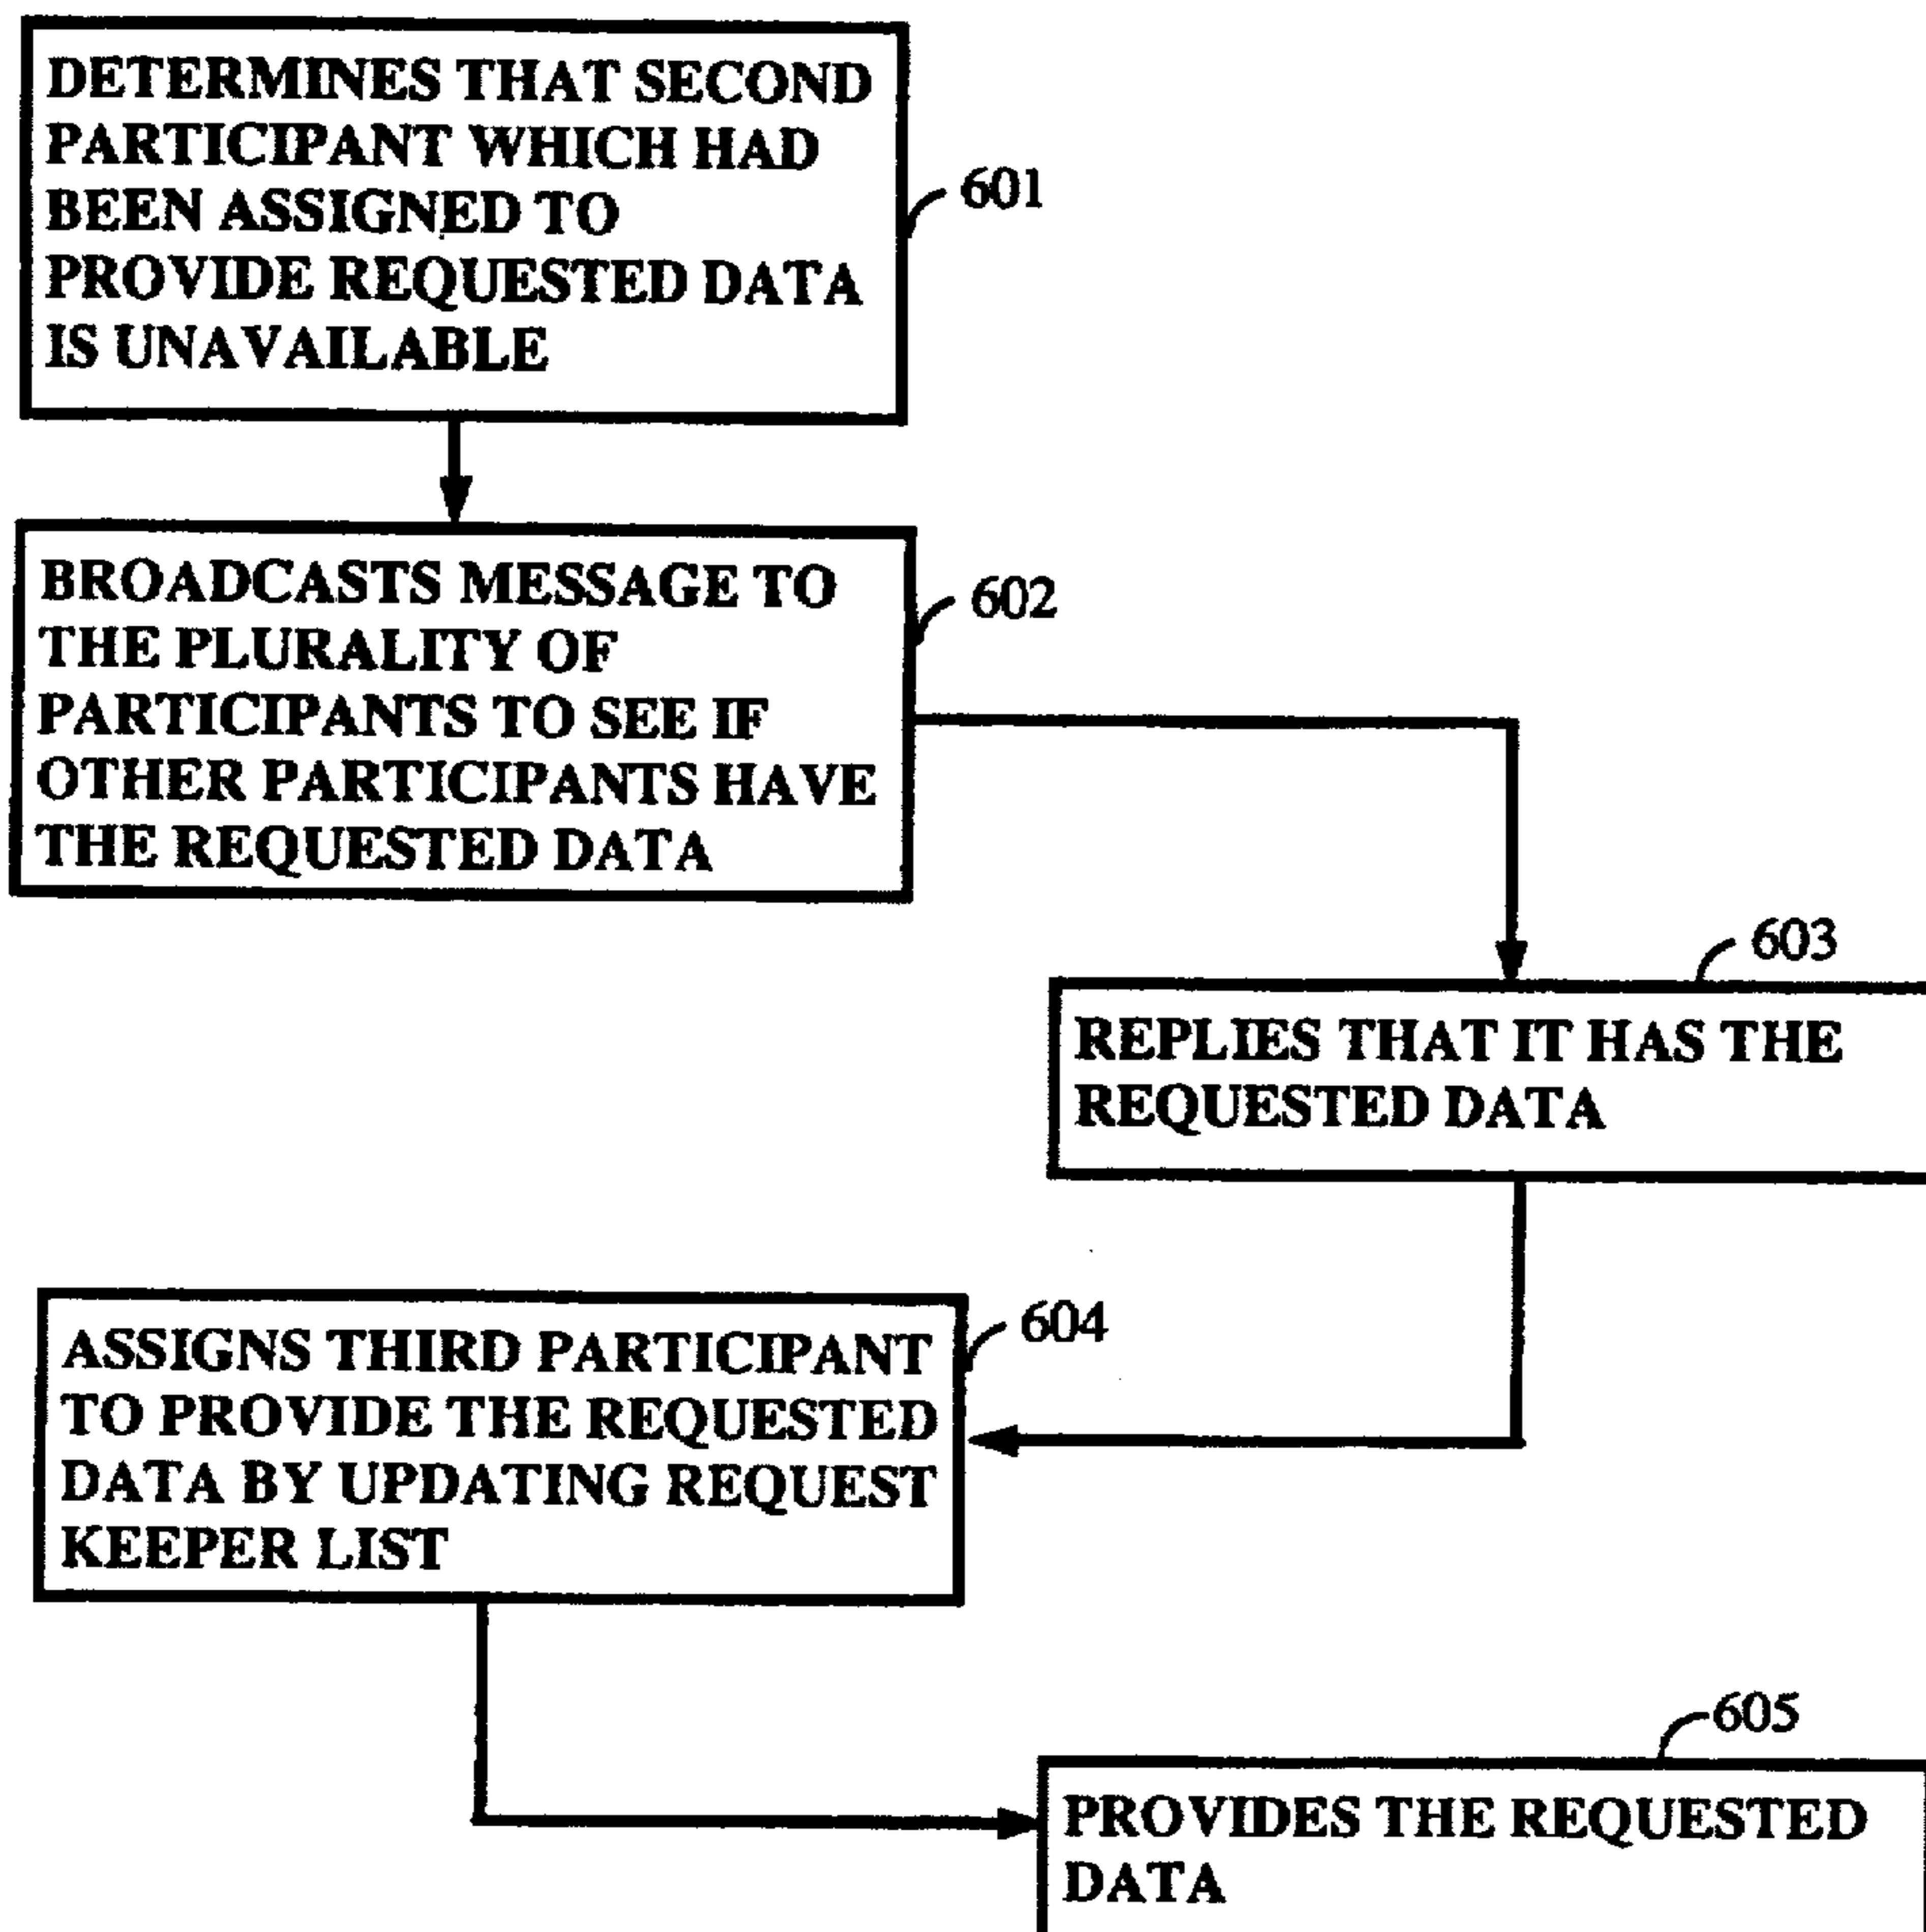 DETERMINES THAT SECOND
PARTICIPANT WHICH HAD
BEEN ASSIGNED TO
PROVIDE REQUESTED DATA
IS UNAVAILABLE
601
BROADCASTS MESSAGE TO
THE PLURALITY OF
PARTICIPANTS TO SEE IF
OTHER PARTICIPANTS HAVE
THE REQUESTED DATA
602
603
REPLIES THAT IT HAS THE
REQUESTED DATA
ASSIGNS THIRD PARTICIPANT
TO PROVIDE THE REQUESTED
DATA BY UPDATING REQUEST
KEEPER LIST
604
605
PROVIDES THE REQUESTED
DATA